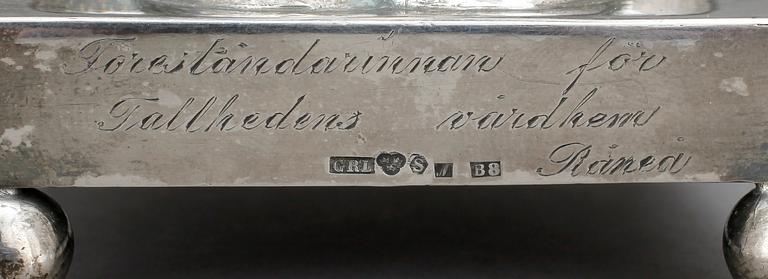 Föreståndarinnan för
Tallhedens vårdhem
Råneå
GRL S B8